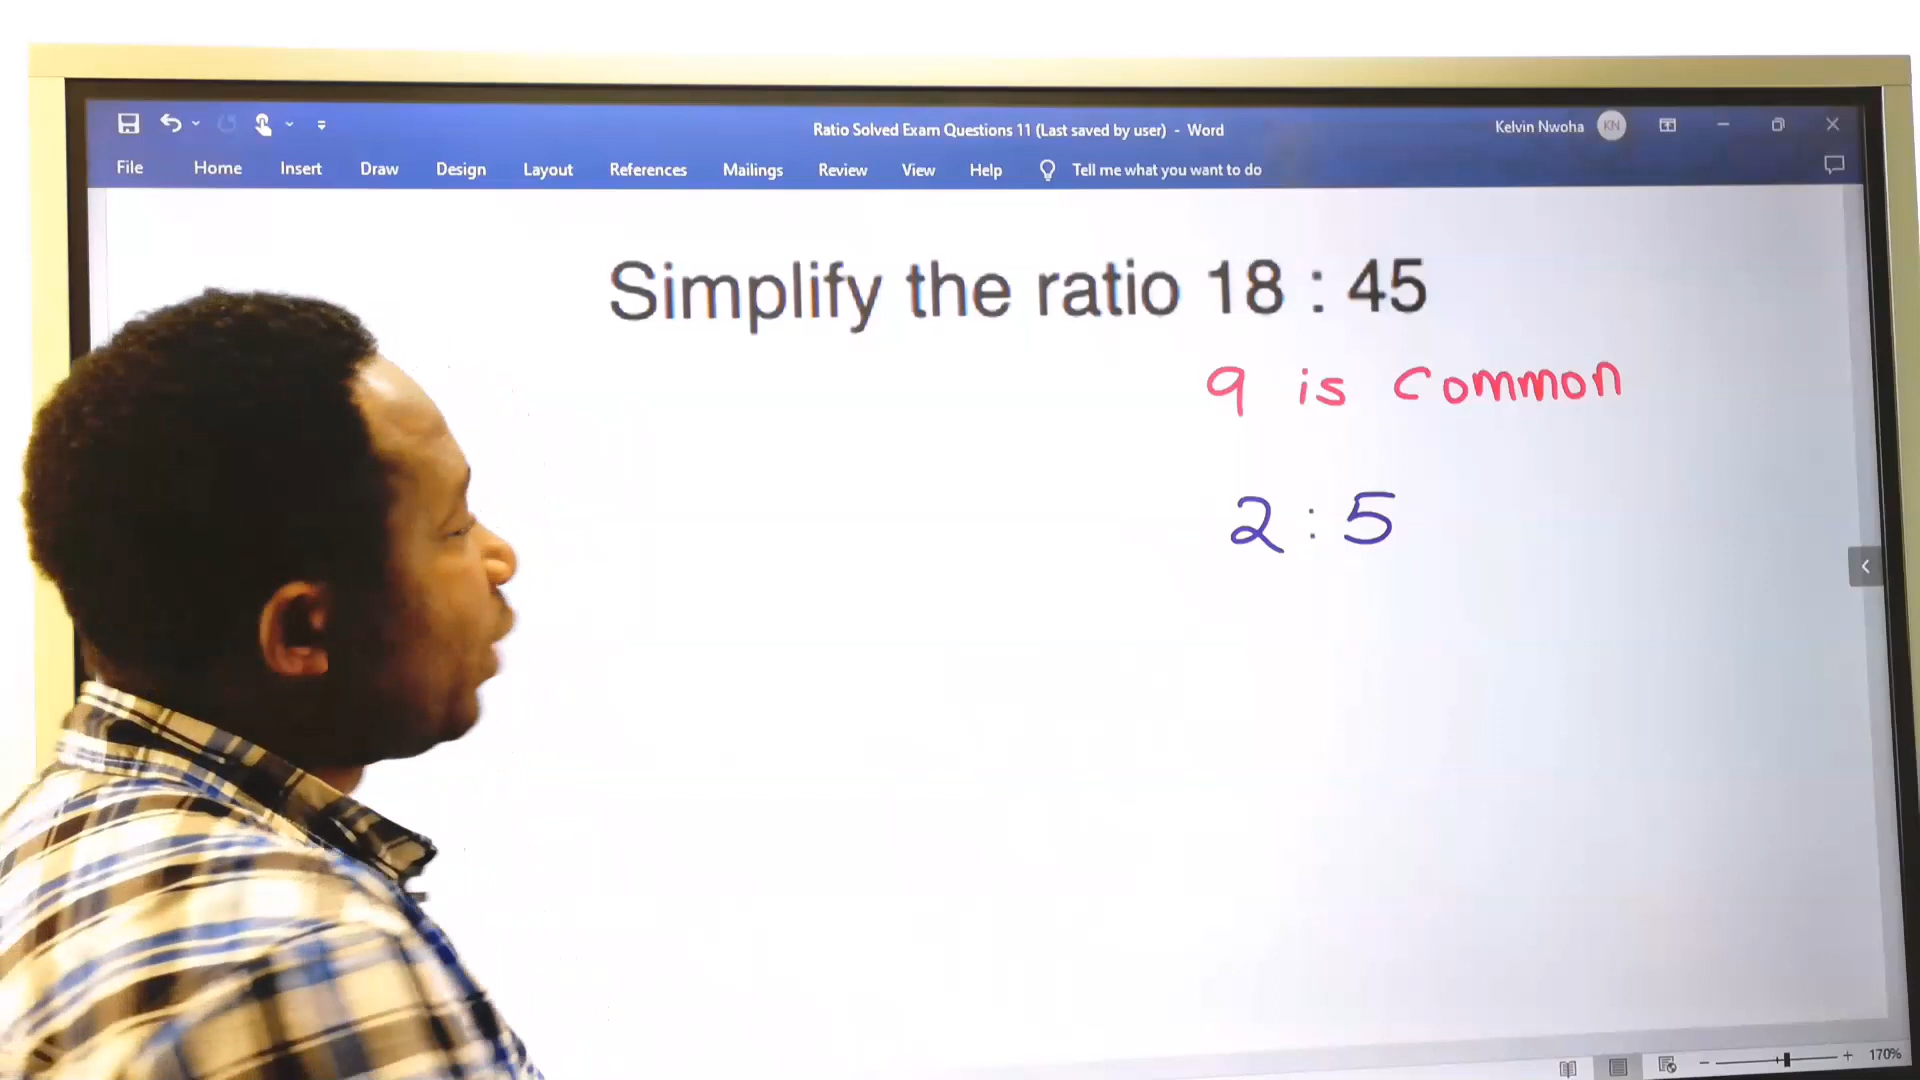 Ratio Solved Exam Questions 11 (Last saved by user) - Word
Kelvin Nwoha KN
File Home Insert Draw Design Layout References Mailings Review View Help Tell me what you want to do
Simplify the ratio 18 : 45
9 is common
2 : 5
170%